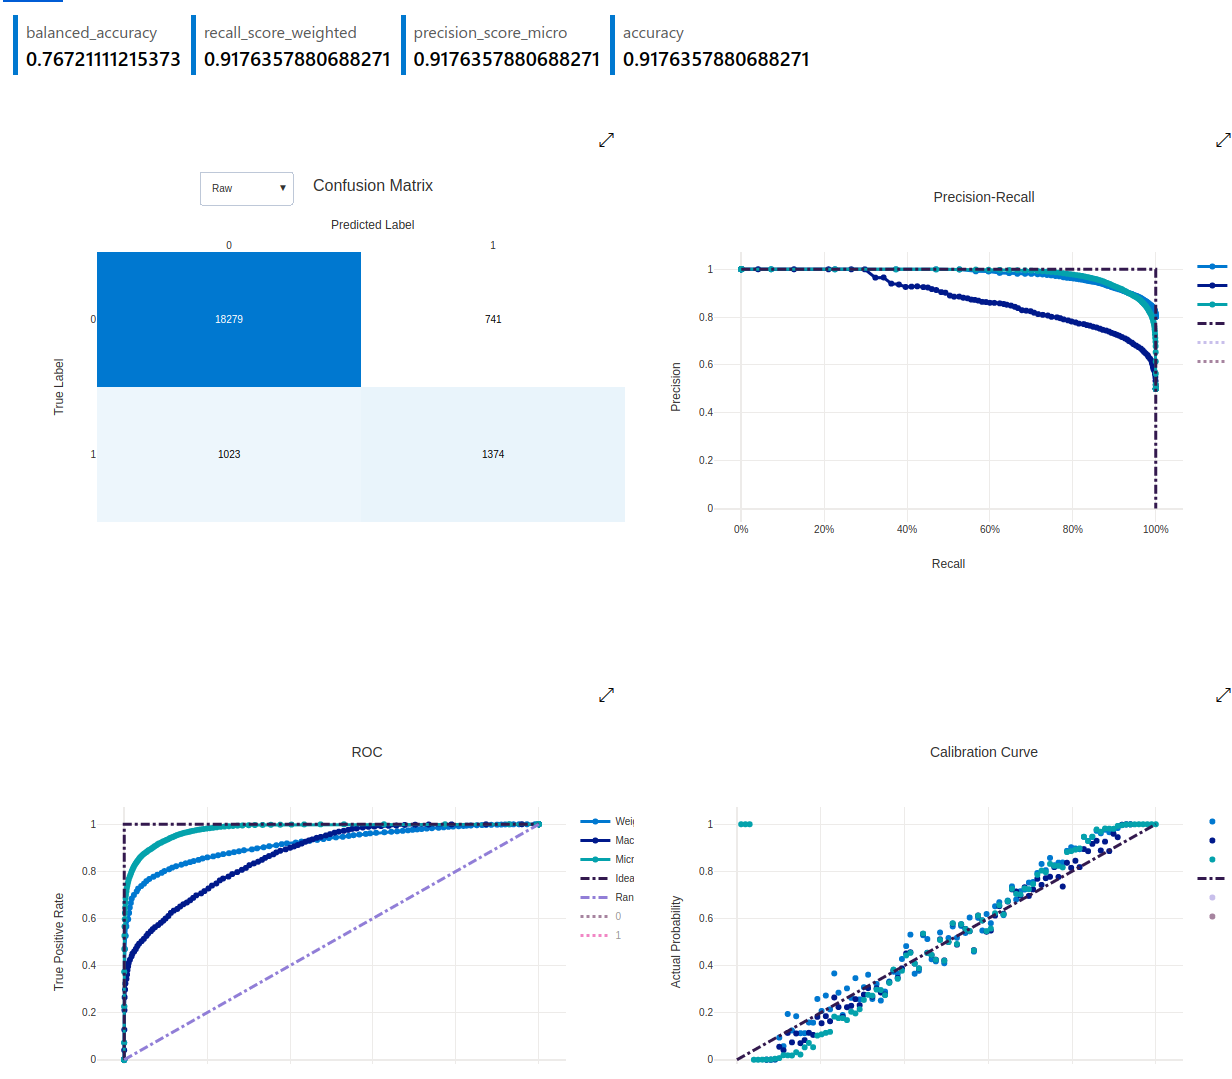 balanced_accuracy recall_score_weighted precision_score_micro accuracy
0.76721111215373 0.9176357880688271 0.9176357880688271 0.9176357880688271
Raw ▼ Confusion Matrix
Predicted Label
0 1
True Label
0 18279 741
1 1023 1374
Precision-Recall
Precision
1
0.8
0.6
0.4
0.2
0
0% 20% 40% 60% 80% 100%
Recall
ROC
True Positive Rate
1
0.8
0.6
0.4
0.2
0
Wei
Mac
Micr
Idea
Ran
0
1
Calibration Curve
Actual Probability
1
0.8
0.6
0.4
0.2
0